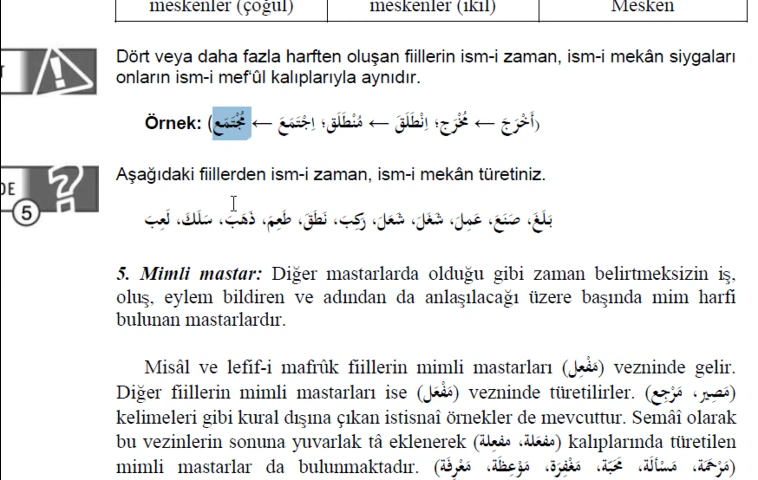 meskenler (çoğul) meskenler (ikil) Mesken
Dört veya daha fazla harften oluşan fiillerin ism-i zaman, ism-i mekân siygaları
onların ism-i mef'ûl kalıplarıyla aynıdır.
Örnek: (أَخْرَجَ ← مُخْرَج؛ اِنْطَلَقَ ← مُنْطَلَق؛ اِجْتَمَعَ ← مُجْتَمَع)
DE
Aşağıdaki fiillerden ism-i zaman, ism-i mekân türetiniz.
5
بَلَغَ، صَنَعَ، عَمِلَ، شَغَلَ، شَعَلَ، رَكِبَ، نَطَقَ، طَعِمَ، ذَهَبَ، سَلَكَ، لَعِبَ
5. Mimli mastar: Diğer mastarlarda olduğu gibi zaman belirtmeksizin iş,
oluş, eylem bildiren ve adından da anlaşılacağı üzere başında mim harfi
bulunan mastarlardır.
Misâl ve lefif-i mafrûk fiillerin mimli mastarları (مَفْعِل) vezninde gelir.
Diğer fiillerin mimli mastarları ise (مَفْعَل) vezninde türetilirler. (مَصِير، مَرْجِع)
kelimeleri gibi kural dışına çıkan istisnaî örnekler de mevcuttur. Semâî olarak
bu vezinlerin sonuna yuvarlak tâ eklenerek (مَفعَلة، مفعِلة) kalıplarında türetilen
mimli mastarlar da bulunmaktadır. (مَرْحَمَة، مَسْأَلَة، مَحَبَّة، مَغْفِرَة، مَوْعِظَة، مَعْرِفَة)